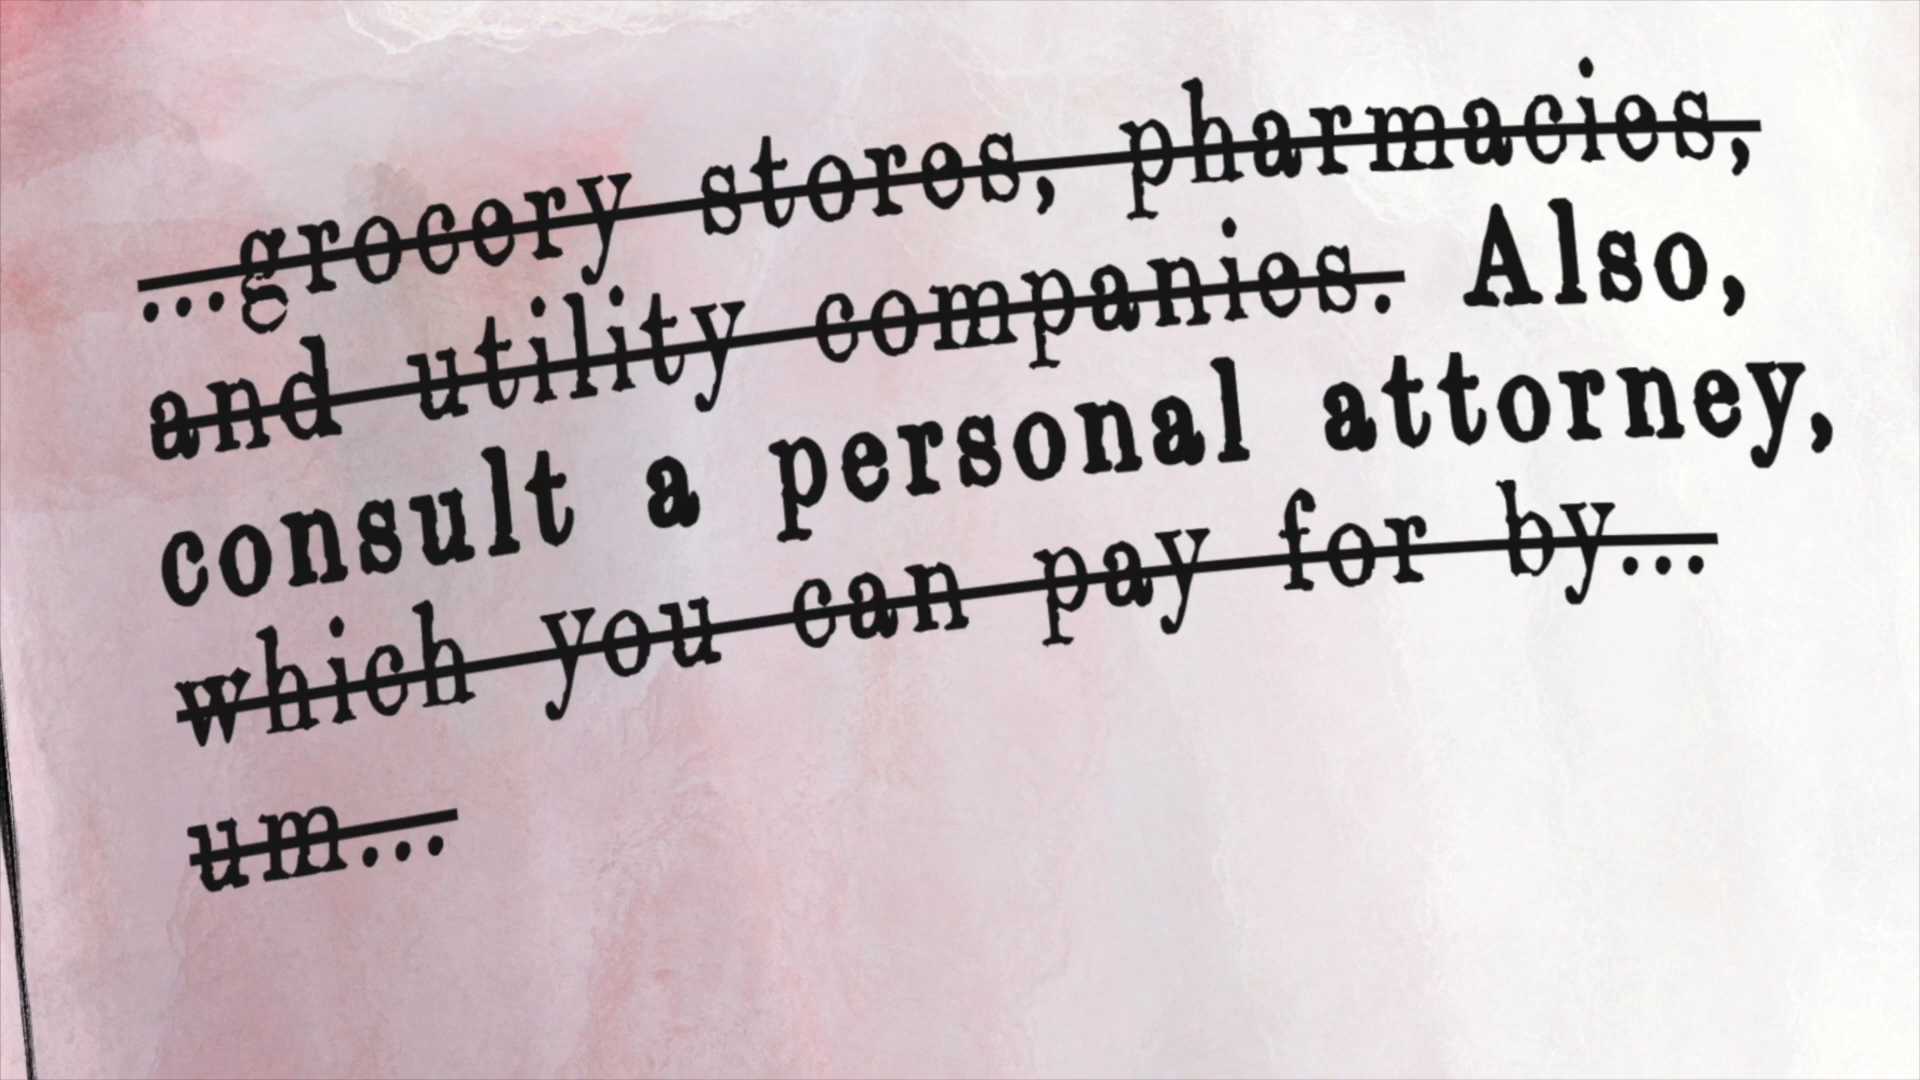 ...grocery stores, pharmacies,
and utility companies. Also,
consult a personal attorney,
which you can pay for by...
um...